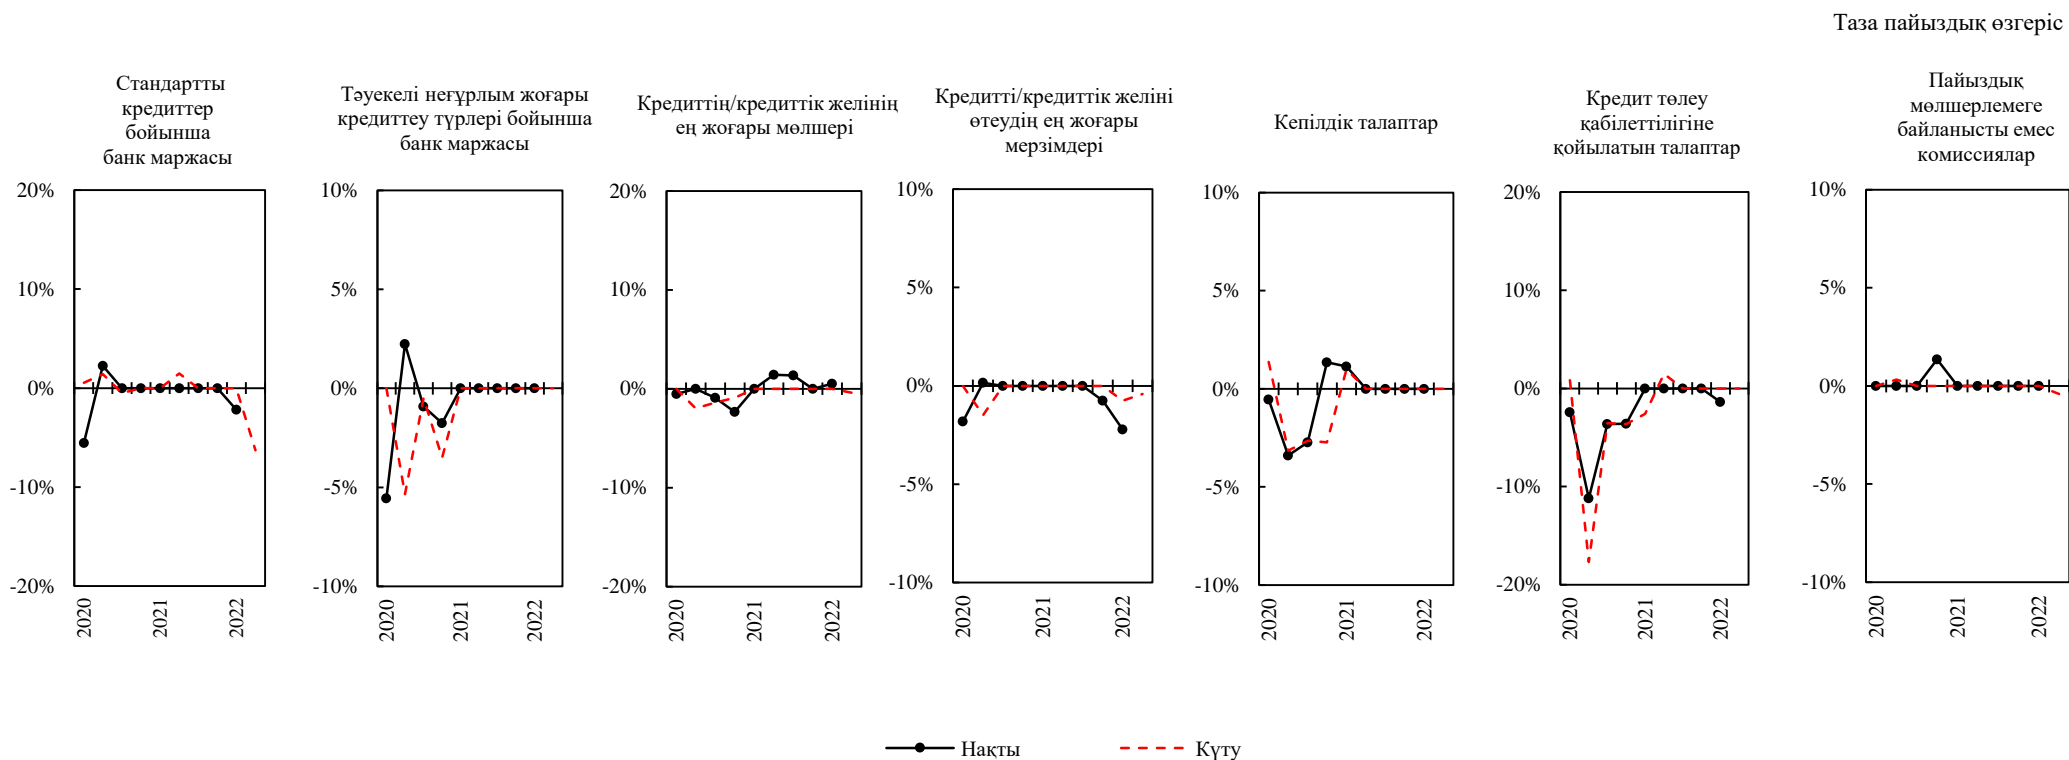 Таза пайыздық өзгеріс
Стандартты
кредиттер
бойынша
банк маржасы
20%
10%
0%
-10%
-20%
2020
2021
2022
Тәуекелі неғұрлым жоғары
кредиттеу түрлері бойынша
банк маржасы
10%
5%
0%
-5%
-10%
2020
2021
2022
Кредиттің/кредиттік желінің
ең жоғары мөлшері
20%
10%
0%
-10%
-20%
2020
2021
2022
Кредитті/кредиттік желіні
өтеудің ең жоғары
мерзімдері
10%
5%
0%
-5%
-10%
2020
2021
2022
Кепілдік талаптар
10%
5%
0%
-5%
-10%
2020
2021
2022
Кредит төлеу
қабілеттілігіне
қойылатын талаптар
20%
10%
0%
-10%
-20%
2020
2021
2022
Пайыздық
мөлшерлемеге
байланысты емес
комиссиялар
10%
5%
0%
-5%
-10%
2020
2021
2022
Нақты
Күту